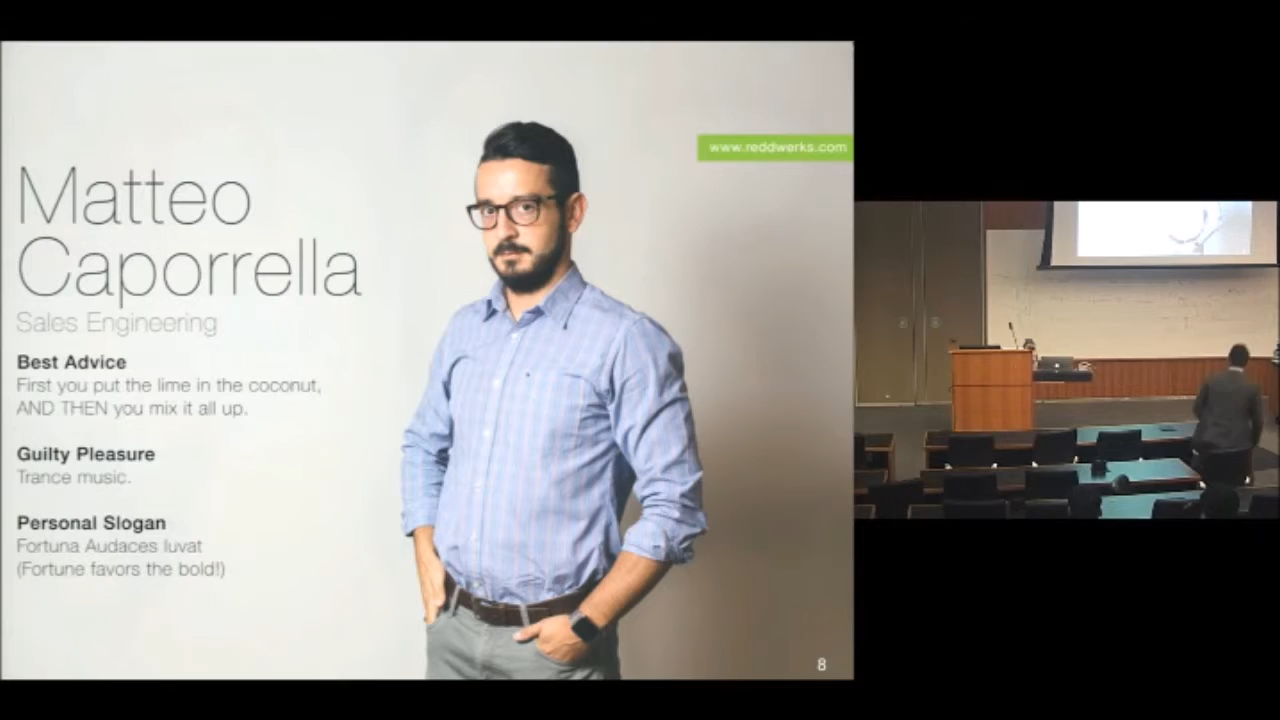 www.reddwerks.com
Matteo
Caporrella
Sales Engineering
Best Advice
First you put the lime in the coconut,
AND THEN you mix it all up.
Guilty Pleasure
Trance music.
Personal Slogan
Fortuna Audaces Iuvat
(Fortune favors the bold!)
8